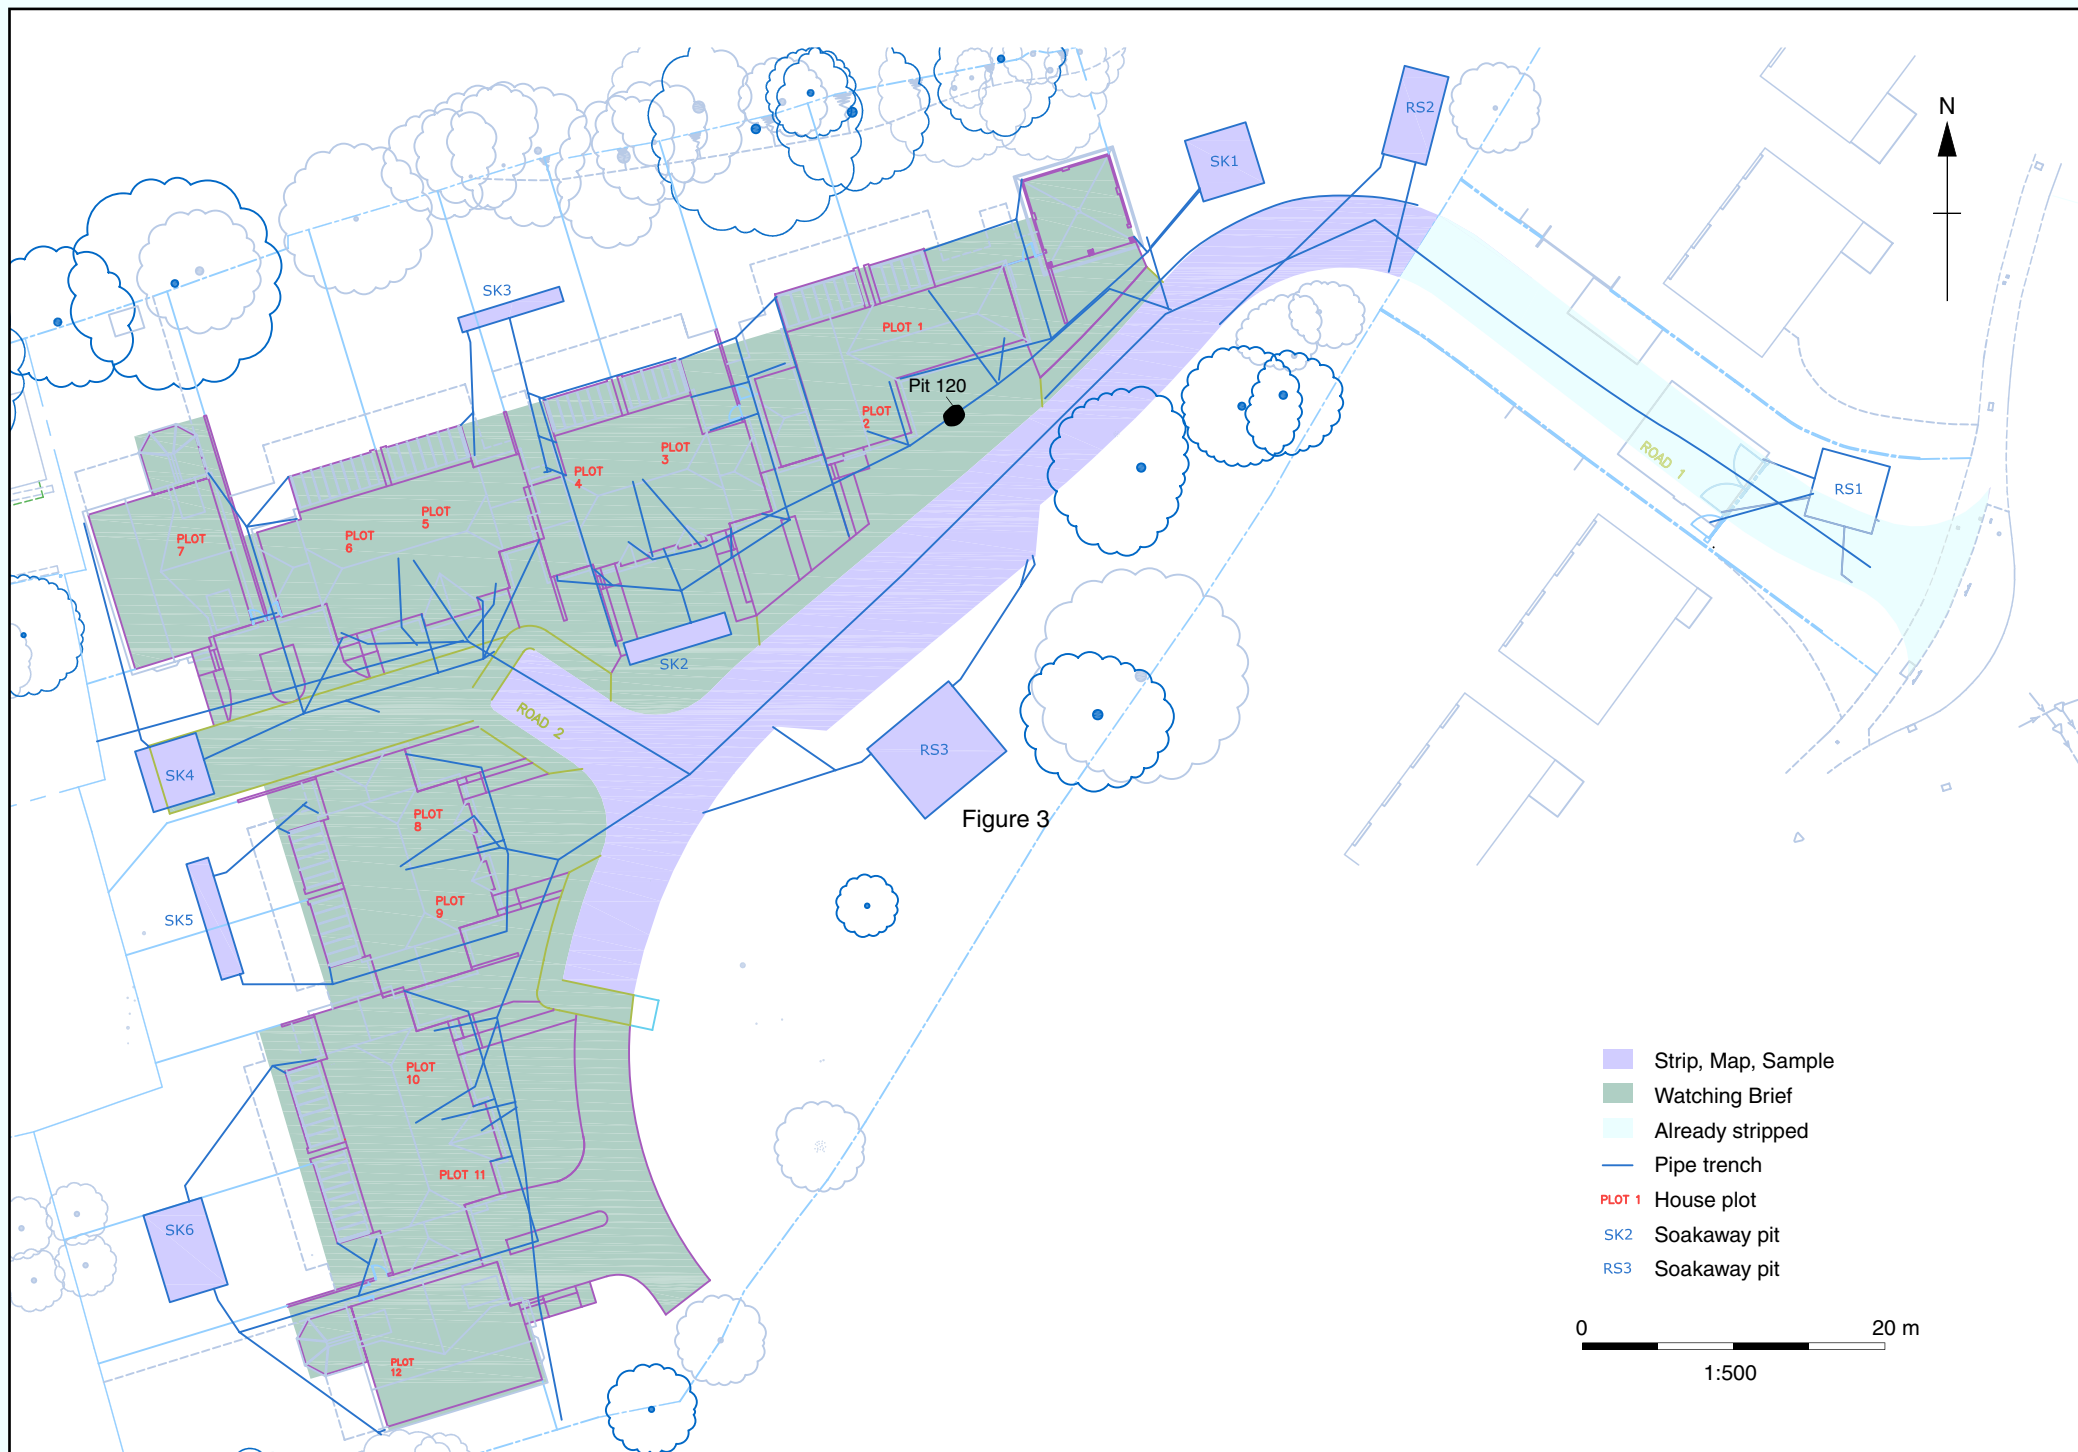 RS2
N
SK1
SK3
PLOT 1
Pit 120
PLOT
2
PLOT
3
PLOT
4
ROAD 1
RS1
PLOT
5
PLOT
6
PLOT
7
SK2
ROAD 2
RS3
SK4
Figure 3
PLOT
8
PLOT
9
SK5
PLOT
10
PLOT 11
SK6
PLOT
12
Strip, Map, Sample
Watching Brief
Already stripped
Pipe trench
PLOT 1 House plot
SK2 Soakaway pit
RS3 Soakaway pit
0 20 m
1:500